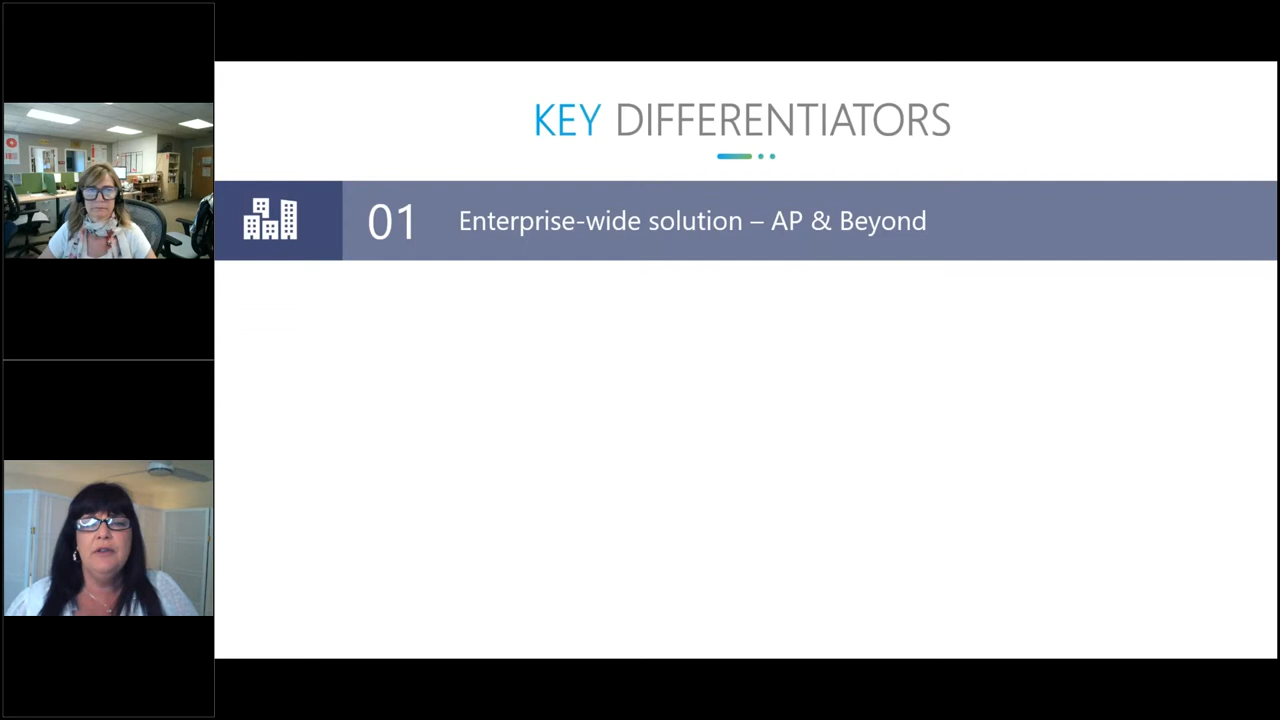 KEY DIFFERENTIATORS
01 Enterprise-wide solution – AP & Beyond